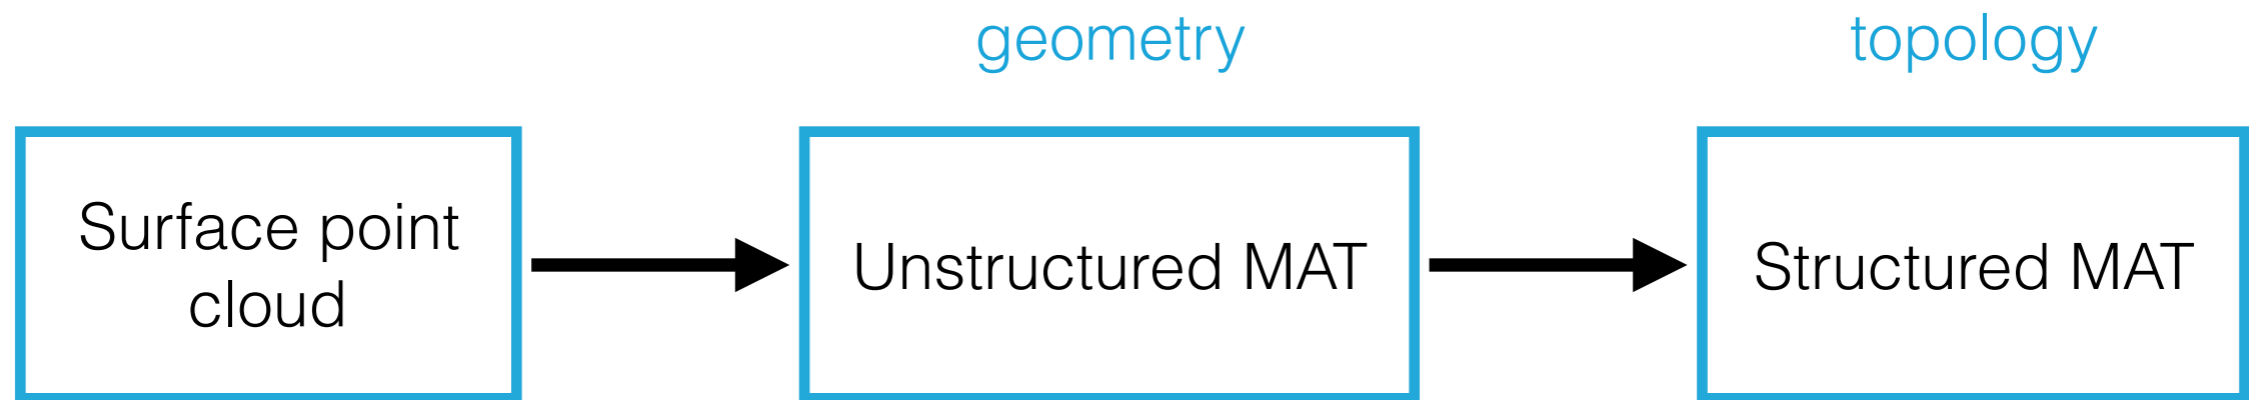 geometry
topology
Surface point
cloud
Unstructured MAT
Structured MAT